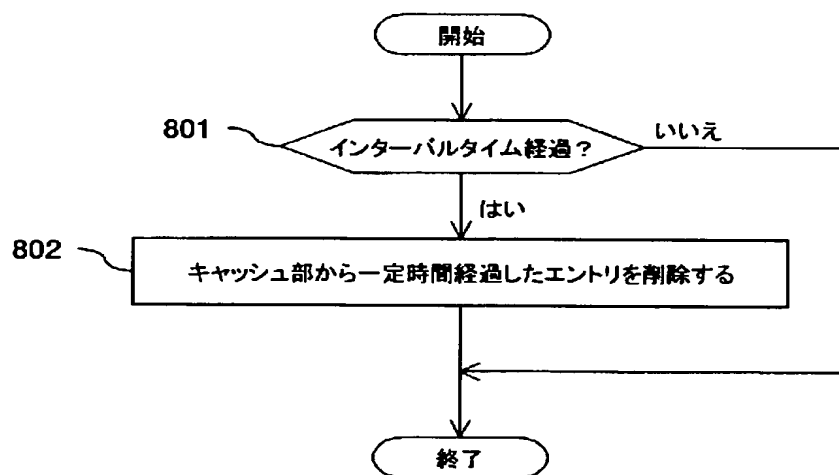 開始
801
インターバルタイム経過？
いいえ
はい
802
キャッシュ部から一定時間経過したエントリを削除する
終了